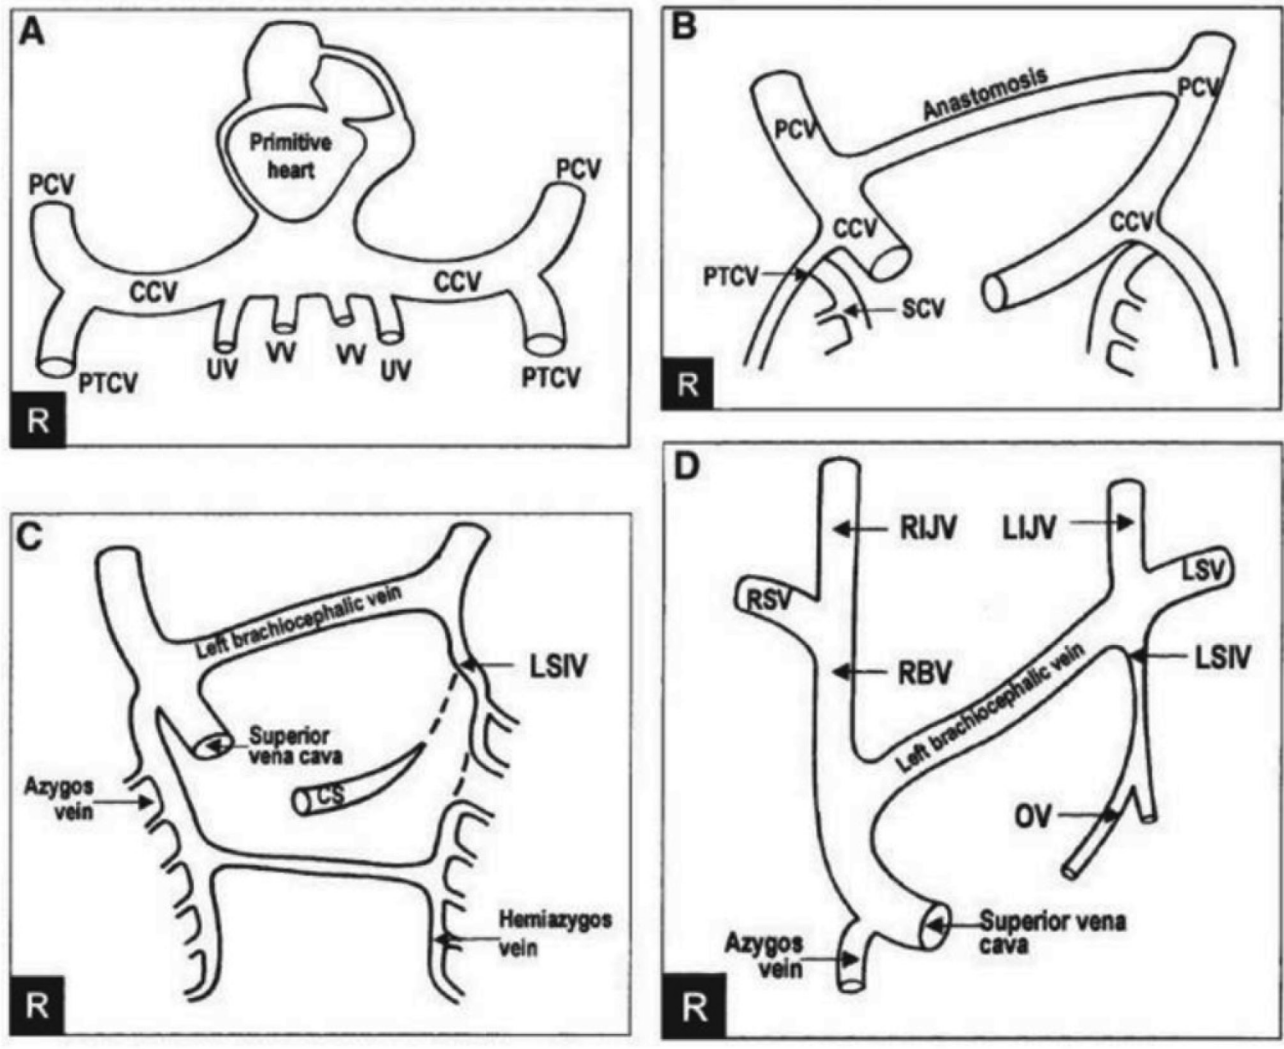 A
Primitive
heart
PCV
PCV
CCV
CCV
UV
VV
VV
UV
PTCV
PTCV
R
B
Anastomosis
PCV
PCV
CCV
CCV
PTCV
SCV
R
C
Left brachiocephalic vein
LSIV
Superior
vena cava
CS
Azygos
vein
Hemiazygos
vein
R
D
RIJV
LIJV
RSV
LSV
RBV
LSIV
Left brachiocephalic vein
OV
Superior vena
cava
Azygos
vein
R